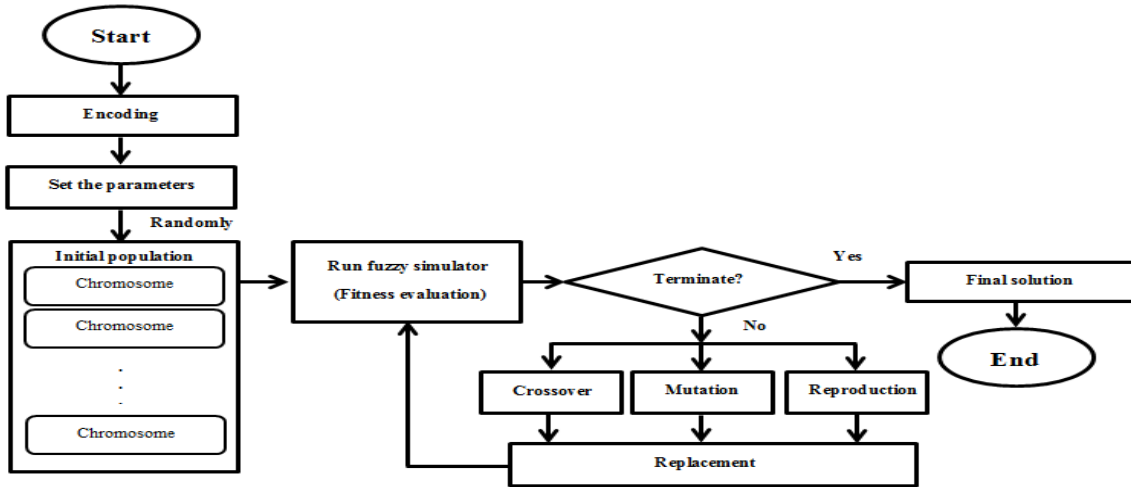 Start
Encoding
Set the parameters
Randomly
Initial population
Chromosome
Chromosome
.
.
.
Chromosome
Run fuzzy simulator
(Fitness evaluation)
Terminate?
Yes
Final solution
End
No
Crossover
Mutation
Reproduction
Replacement